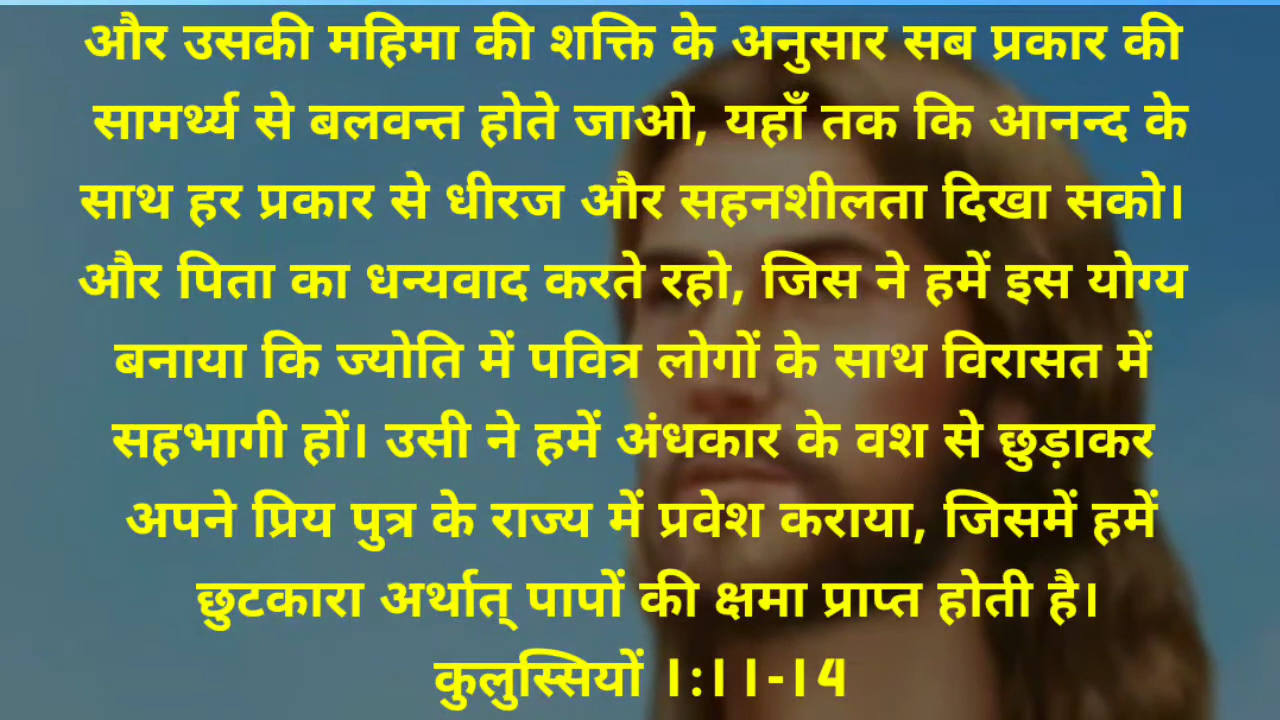 और उसकी महिमा की शक्ति के अनुसार सब प्रकार की
सामर्थ्य से बलवन्त होते जाओ, यहाँ तक कि आनन्द के
साथ हर प्रकार से धीरज और सहनशीलता दिखा सको।
और पिता का धन्यवाद करते रहो, जिस ने हमें इस योग्य
बनाया कि ज्योति में पवित्र लोगों के साथ विरासत में
सहभागी हों। उसी ने हमें अंधकार के वश से छुड़ाकर
अपने प्रिय पुत्र के राज्य में प्रवेश कराया, जिसमें हमें
छुटकारा अर्थात् पापों की क्षमा प्राप्त होती है।
कुलुस्सियों 1:11-14